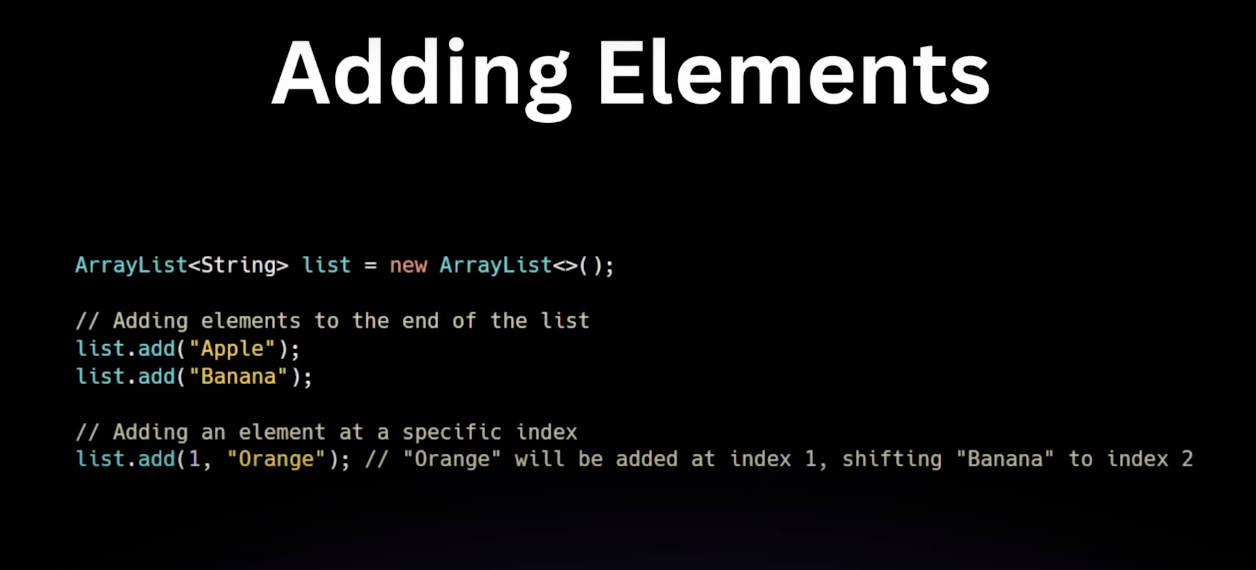 Adding Elements
ArrayList<String> list = new ArrayList<>();
// Adding elements to the end of the list
list.add("Apple");
list.add("Banana");
// Adding an element at a specific index
list.add(1, "Orange"); // "Orange" will be added at index 1, shifting "Banana" to index 2